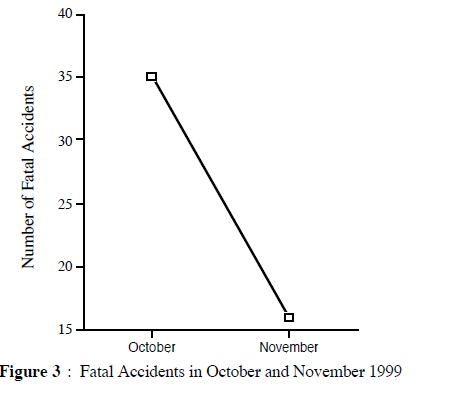 40
35
30
25
20
15
Number of Fatal Accidents
October November
Figure 3 : Fatal Accidents in October and November 1999